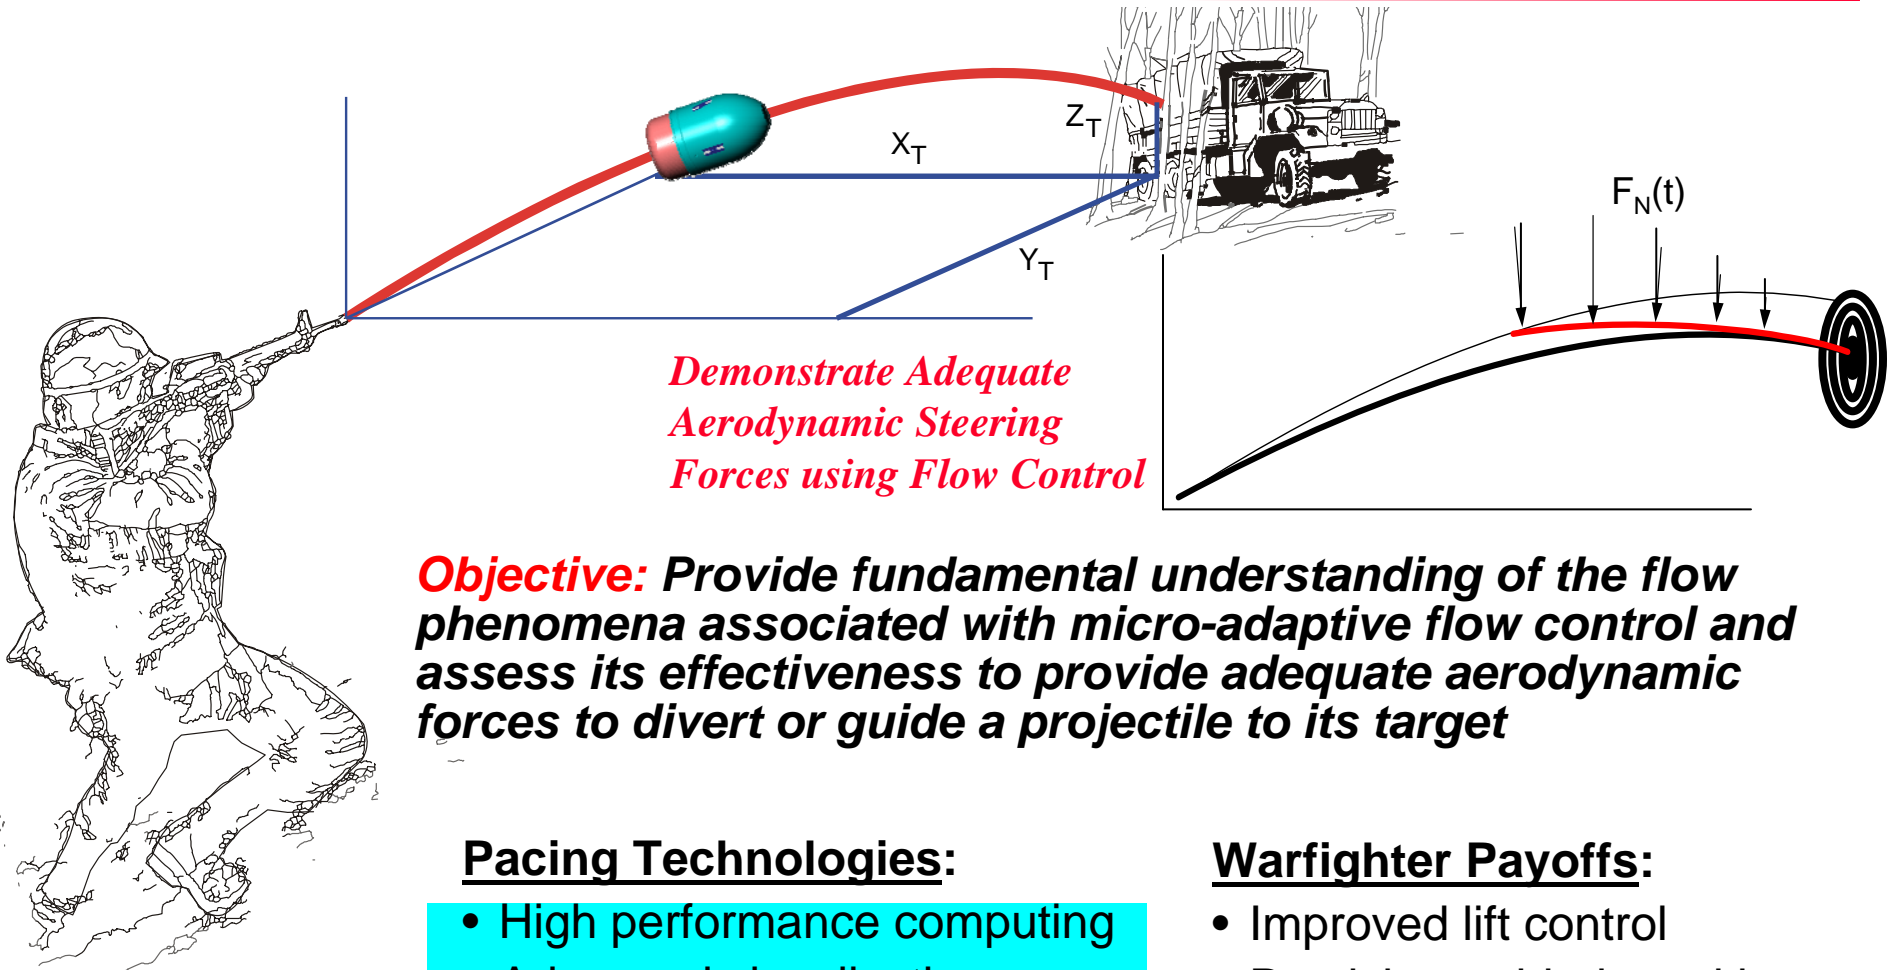 Z_T
X_T
F_N(t)
Y_T
Demonstrate Adequate
Aerodynamic Steering
Forces using Flow Control
Objective: Provide fundamental understanding of the flow
phenomena associated with micro-adaptive flow control and
assess its effectiveness to provide adequate aerodynamic
forces to divert or guide a projectile to its target
Pacing Technologies:
• High performance computing
Warfighter Payoffs:
• Improved lift control